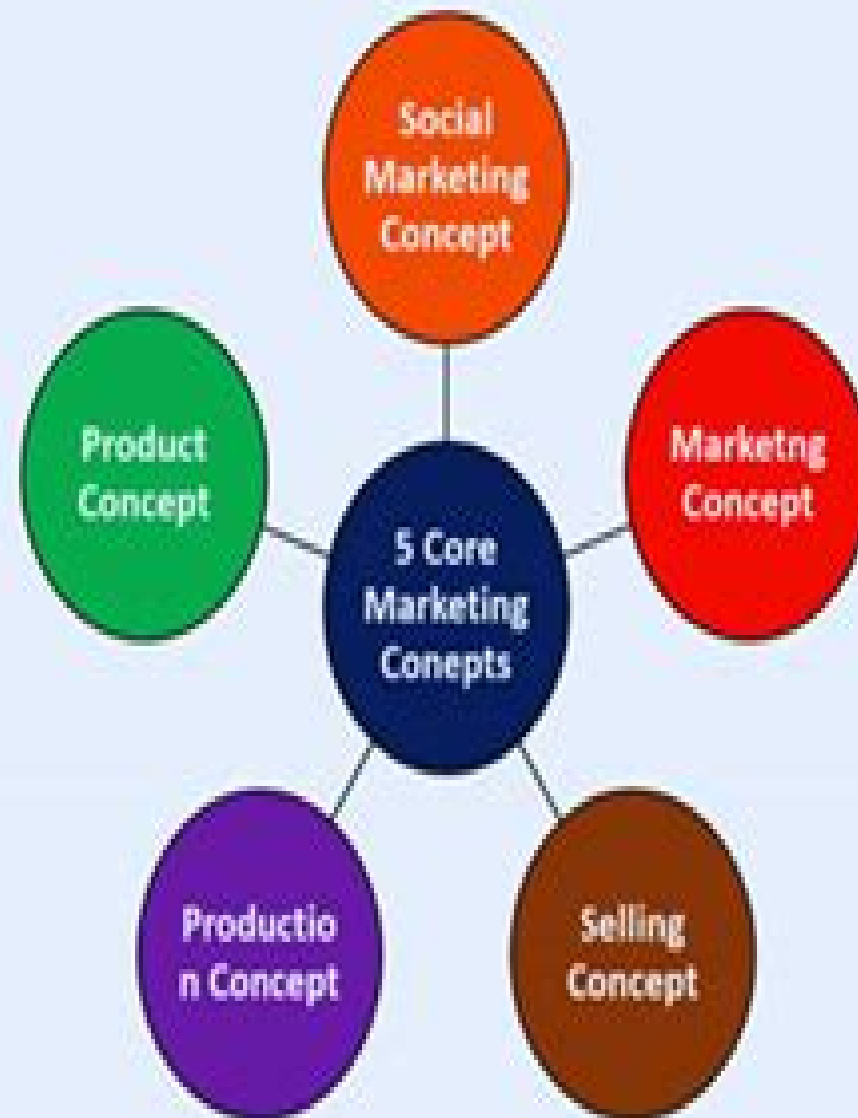 Social
Marketing
Concept
Product
Concept
Marketng
Concept
5 Core
Marketing
Conepts
Productio
n Concept
Selling
Concept